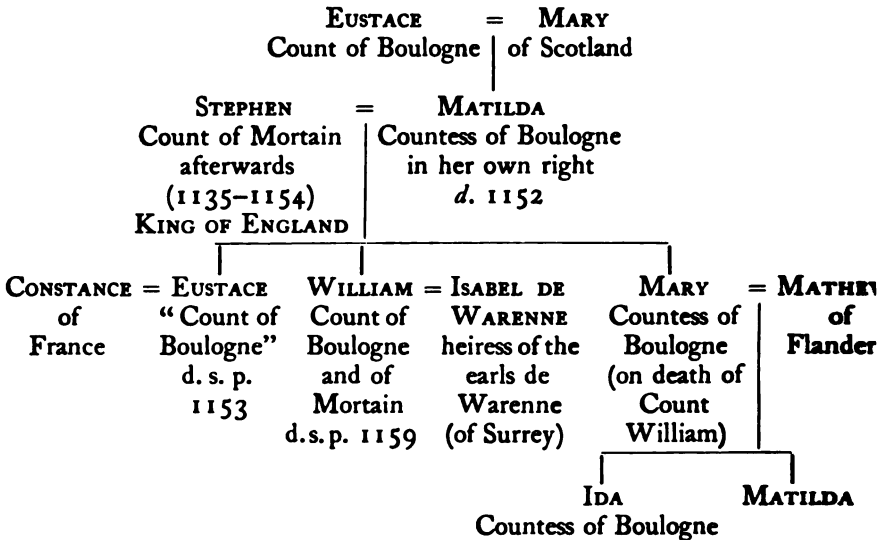 EUSTACE = MARY
Count of Boulogne of Scotland
STEPHEN = MATILDA
Count of Mortain
afterwards
(1135–1154)
KING OF ENGLAND
Countess of Boulogne
in her own right
d. 1152
CONSTANCE =
of
France
EUSTACE
“Count of
Boulogne”
d. s. p.
1153
WILLIAM =
Count of
Boulogne
and of
Mortain
d.s.p. 1159
ISABEL DE
WARENNE
heiress of the
earls de
Warenne
(of Surrey)
MARY =
Countess of
Boulogne
(on death of
Count
William)
of
Flander
IDA
Countess of Boulogne
MATILDA